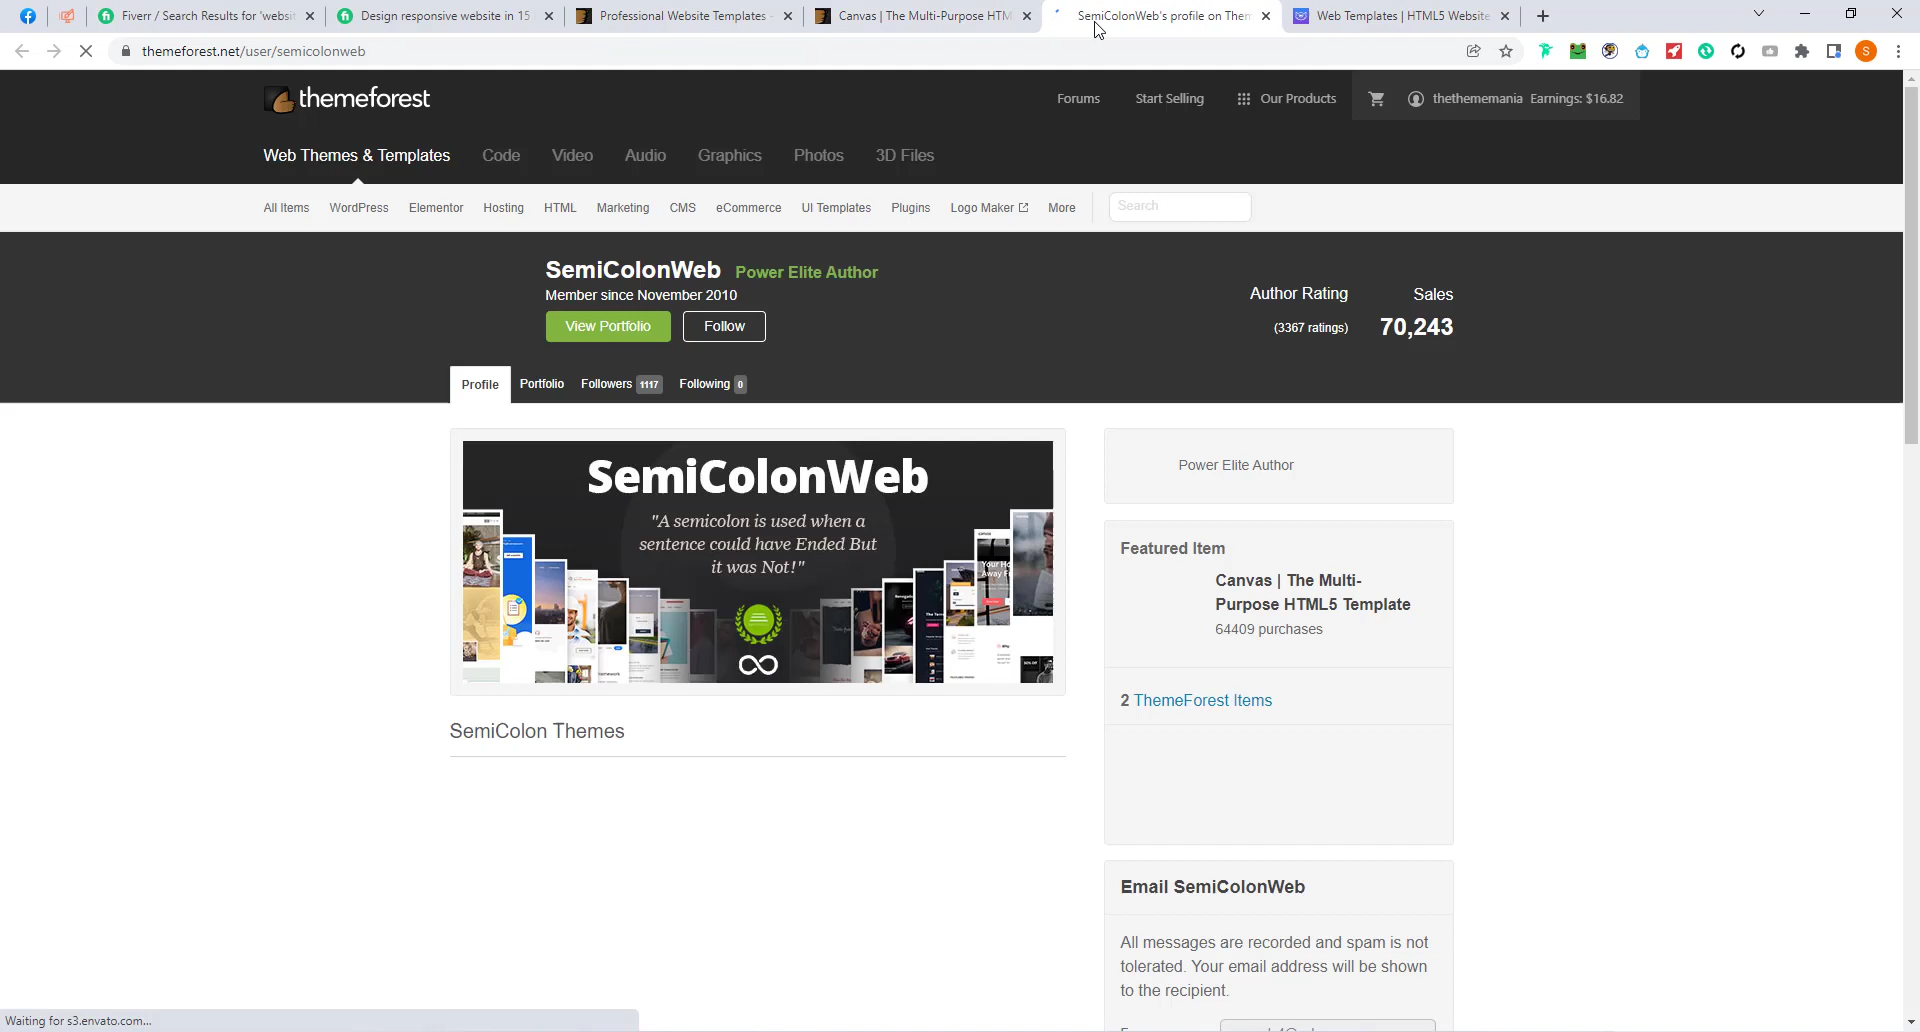 Fiverr / Search Results for 'websit
Design responsive website in 15
Professional Website Templates -
Canvas | The Multi-Purpose HTM
SemiColonWeb's profile on Then
Web Templates | HTML5 Website
themeforest.net/user/semicolonweb
S
themeforest
Forums
Start Selling
Our Products
thethememania Earnings: $16.82
Web Themes & Templates
Code
Video
Audio
Graphics
Photos
3D Files
All Items
WordPress
Elementor
Hosting
HTML
Marketing
CMS
eCommerce
UI Templates
Plugins
Logo Maker
More
Search
SemiColonWeb Power Elite Author
Member since November 2010
View Portfolio
Follow
Author Rating
(3367 ratings)
Sales
70,243
Profile
Portfolio
Followers 1117
Following 0
SemiColonWeb
"A semicolon is used when a
sentence could have Ended But
it was Not!"
Power Elite Author
Featured Item
Canvas | The Multi-
Purpose HTML5 Template
64409 purchases
2 ThemeForest Items
SemiColon Themes
Email SemiColonWeb
All messages are recorded and spam is not
tolerated. Your email address will be shown
to the recipient.
Waiting for s3.envato.com...